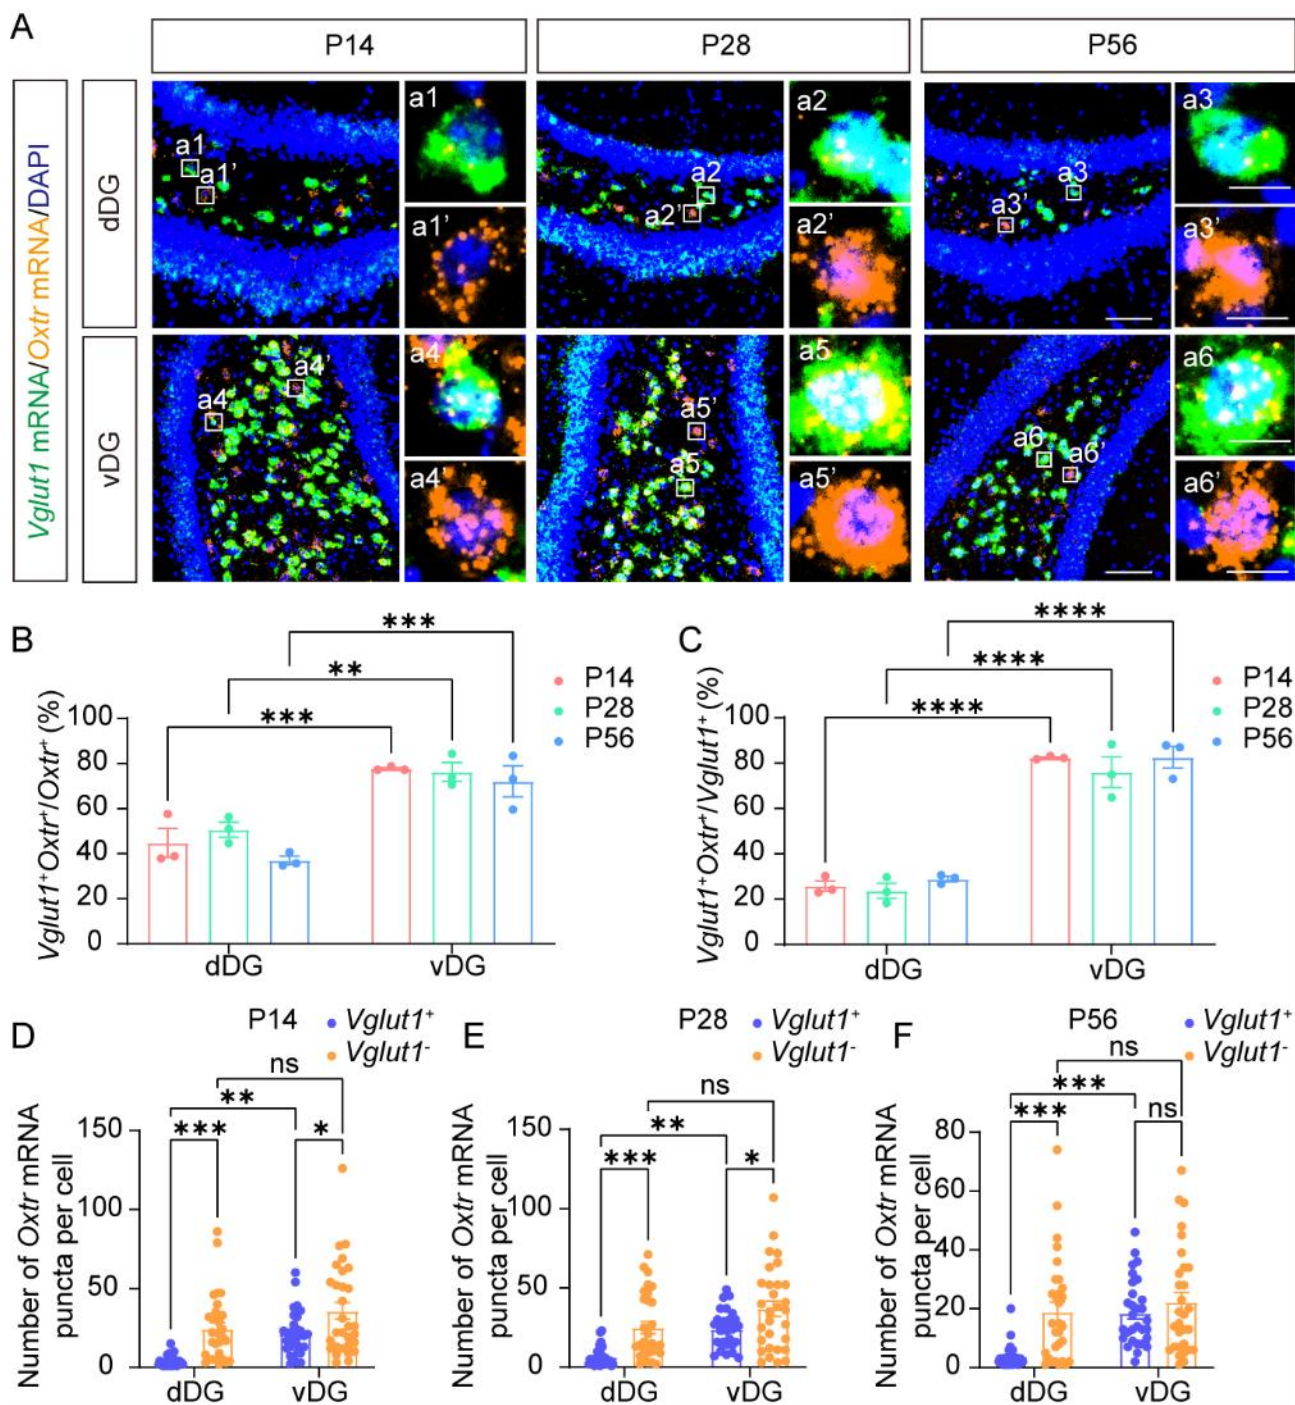 A
P14
P28
P56
Vglut1 mRNA/Oxtr mRNA/DAPI
dDG
vDG
a1
a1’
a1
a1’
a2
a2’
a2
a2’
a3
a3’
a3
a3’
a4’
a4
a4
a4’
a5’
a5
a5
a5’
a6
a6’
a6
a6’
B
Vglut1⁺Oxtr⁺/Oxtr⁺ (%)
100
80
60
40
20
0
***
**
***
P14
P28
P56
dDG
vDG
C
Vglut1⁺Oxtr⁺/Vglut1⁺ (%)
100
80
60
40
20
0
****
****
****
P14
P28
P56
dDG
vDG
D
P14
Vglut1⁺
Vglut1⁻
Number of Oxtr mRNA
puncta per cell
150
100
50
0
ns
**
***
*
dDG
vDG
E
P28
Vglut1⁺
Vglut1⁻
Number of Oxtr mRNA
puncta per cell
150
100
50
0
ns
**
***
*
dDG
vDG
F
P56
Vglut1⁺
Vglut1⁻
Number of Oxtr mRNA
puncta per cell
80
60
40
20
0
ns
***
***
ns
dDG
vDG